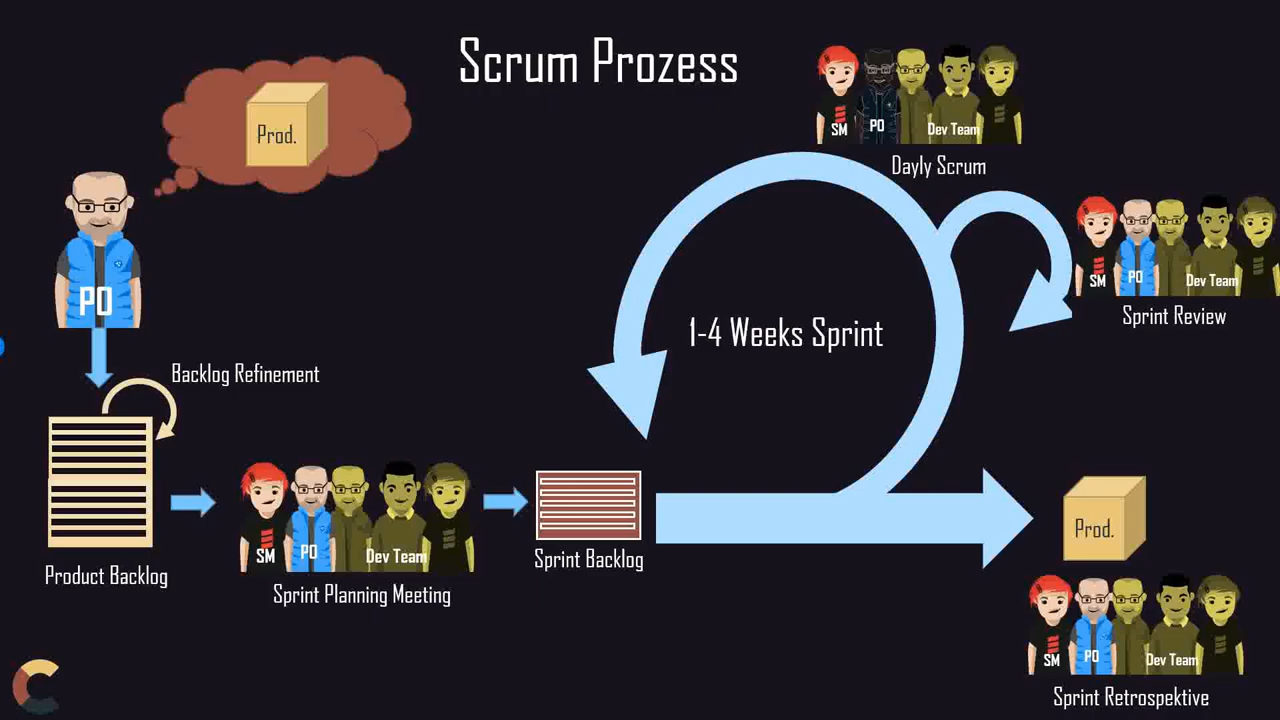 Scrum Prozess
Prod.
SM PO Dev Team
Dayly Scrum
PO
SM PO Dev Team
Sprint Review
1-4 Weeks Sprint
Backlog Refinement
Product Backlog
SM PO Dev Team
Sprint Planning Meeting
Sprint Backlog
Prod.
SM PO Dev Team
Sprint Retrospektive